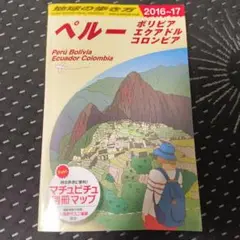 地球の歩き方
2016~17
ペルー
ボリビア
エクアドル
コロンビア
Perú Bolivia
Ecuador Colombia
マチュピチュ
別冊マップ